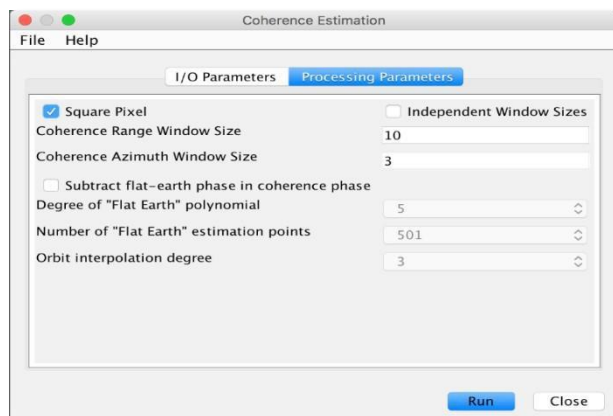 Coherence Estimation
File Help
I/O Parameters Processing Parameters
Square Pixel Independent Window Sizes
Coherence Range Window Size 10
Coherence Azimuth Window Size 3
Subtract flat-earth phase in coherence phase
Degree of "Flat Earth" polynomial 5
Number of "Flat Earth" estimation points 501
Orbit interpolation degree 3
Run Close